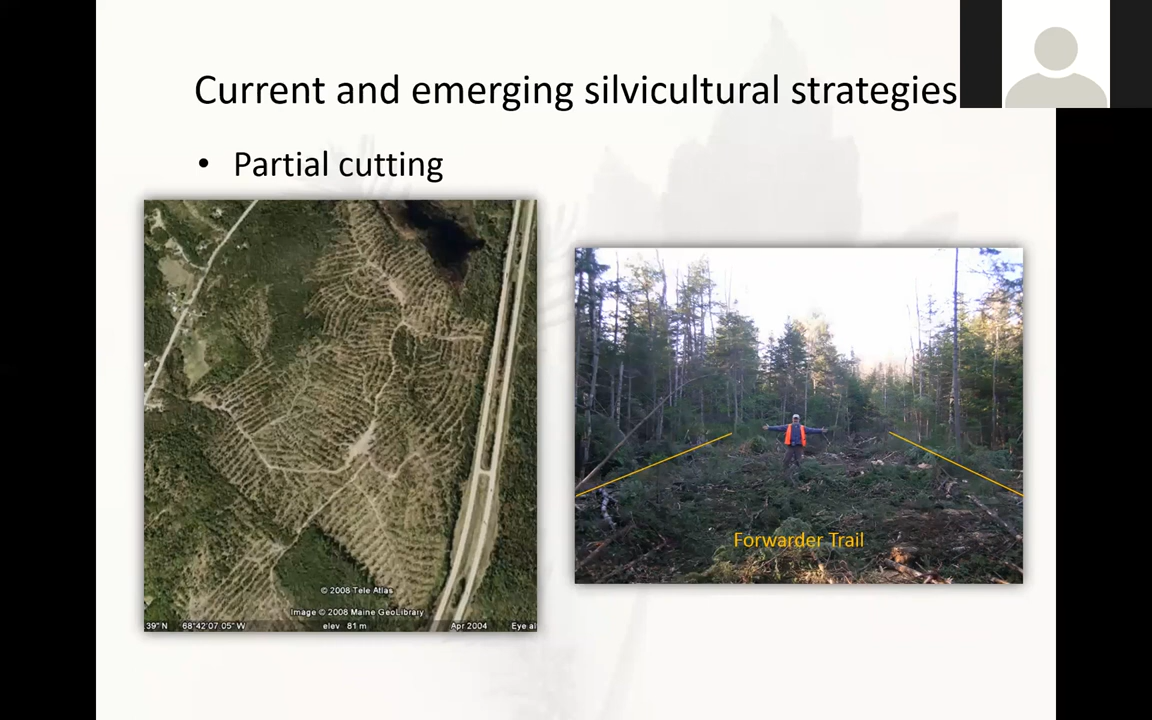 Current and emerging silvicultural strategies
• Partial cutting
Forwarder Trail
© 2008 Tele Atlas
Image © 2008 Maine GeoLibrary
39" N 68°42'07.05" W elev 81 m Apr 2004 Eye al